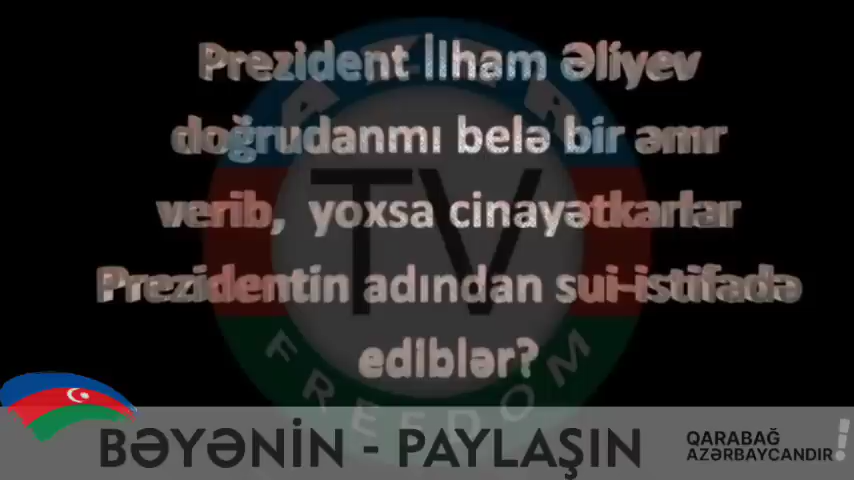 Prezident İlham Əliyev
doğrudanmı belə bir əmr
verib, yoxsa cinayətkarlar
Prezidentin adından sui-istifadə
ediblər?
TV
FREEDOM
BƏYƏNİN - PAYLAŞIN
QARABAĞ
AZƏRBAYCANDIR!